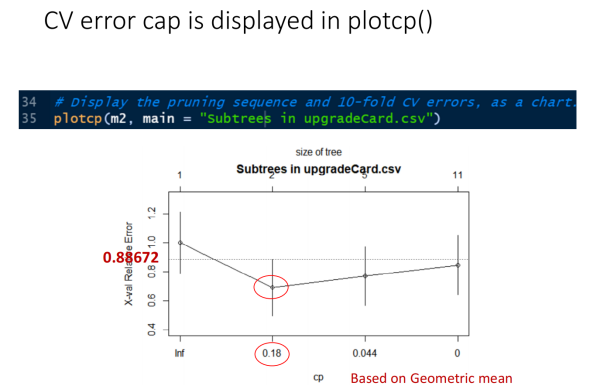 CV error cap is displayed in plotcp()
34 # Display the pruning sequence and 10-fold CV errors, as a chart.
35 plotcp(m2, main = "Subtrees in upgradeCard.csv")
size of tree
Subtrees in upgradeCard.csv
1 2 5 11
X-val Relative Error
1.2
1.0
0.88672
0.8
0.6
0.4
Inf 0.18 0.044 0
cp
Based on Geometric mean